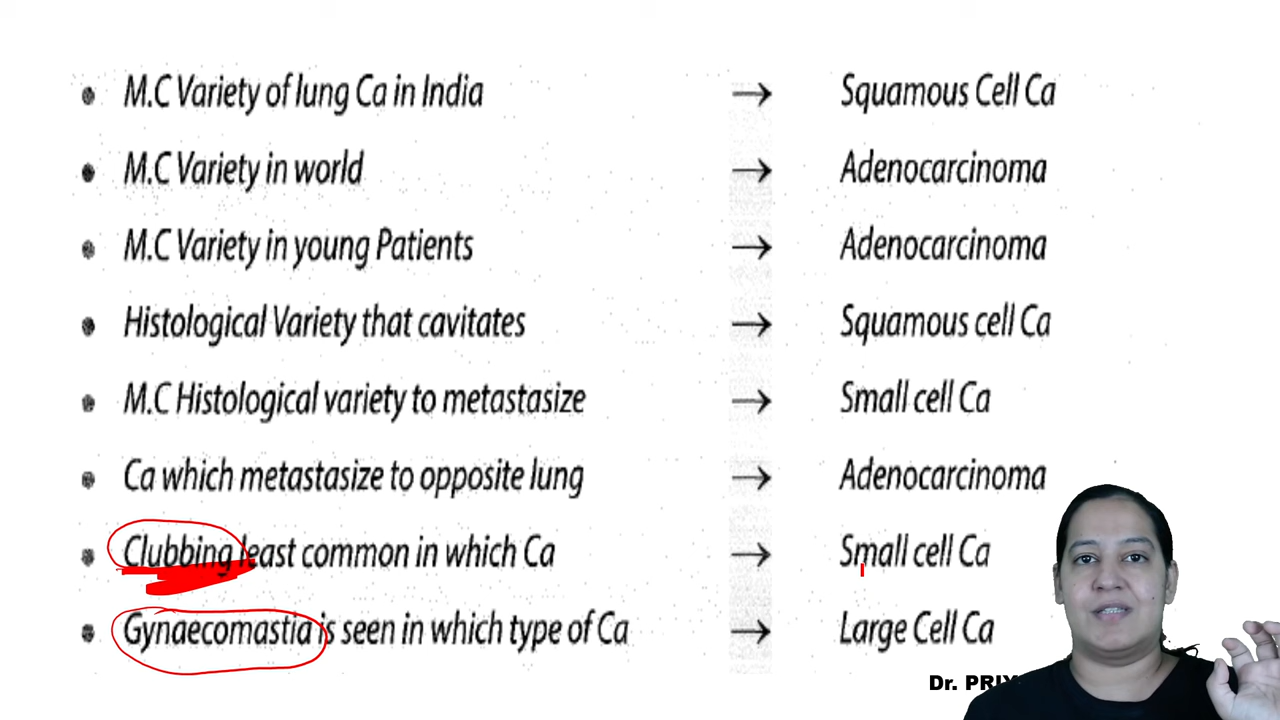 • M.C Variety of lung Ca in India → Squamous Cell Ca
• M.C Variety in world → Adenocarcinoma
• M.C Variety in young Patients → Adenocarcinoma
• Histological Variety that cavitates → Squamous cell Ca
• M.C Histological variety to metastasize → Small cell Ca
• Ca which metastasize to opposite lung → Adenocarcinoma
• Clubbing least common in which Ca → Small cell Ca
• Gynaecomastia is seen in which type of Ca → Large Cell Ca
Dr.